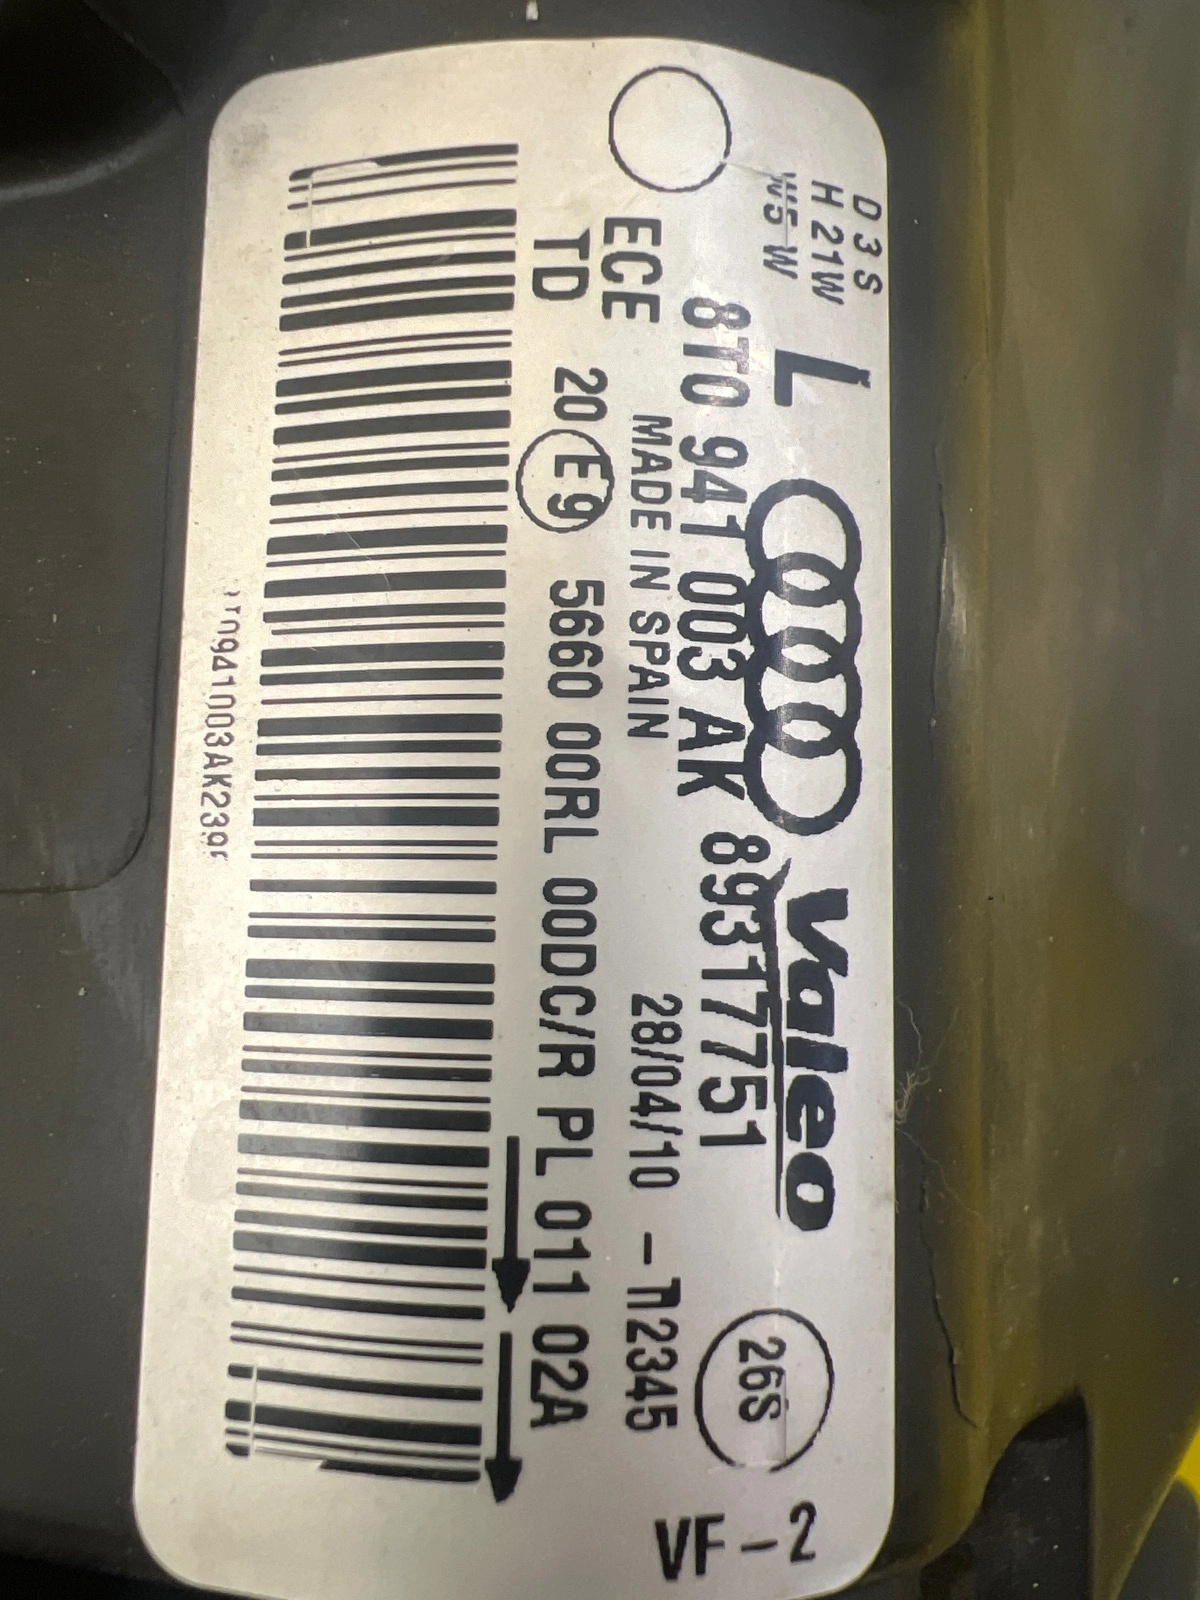 D3S
H21W
W5W
L
Valeo
8T0 941 003 AK 89317751
26S
ECE
MADE IN SPAIN
28/04/10
TD
20 E9 5660 00RL 00DC/R PL 011 02A
VF-2